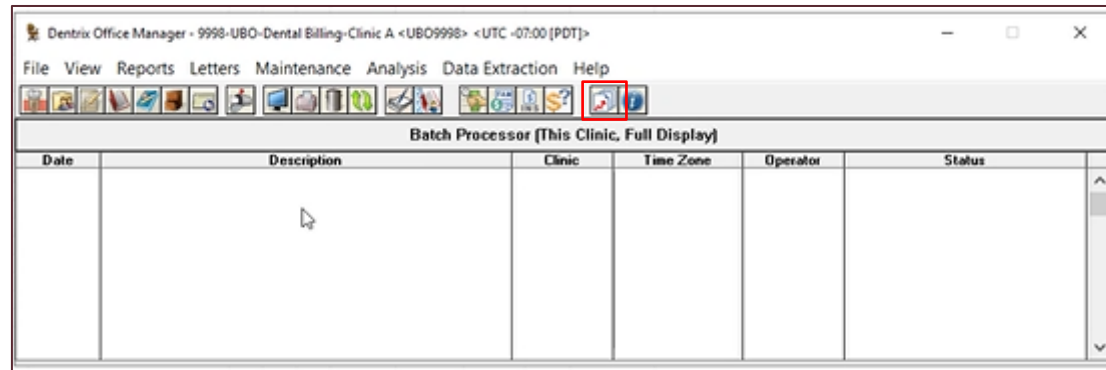 Dentrix Office Manager - 9998-UBO-Dental Billing-Clinic A <UBO9998> <UTC -07:00 [PDT]>
File View Reports Letters Maintenance Analysis Data Extraction Help
Batch Processor (This Clinic, Full Display)
Date Description Clinic Time Zone Operator Status